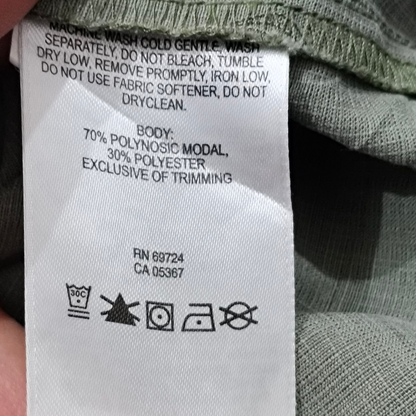 MACHINE WASH COLD GENTLE, WASH
SEPARATELY, DO NOT BLEACH, TUMBLE
DRY LOW, REMOVE PROMPTLY, IRON LOW,
DO NOT USE FABRIC SOFTENER, DO NOT
DRYCLEAN.
BODY:
70% POLYNOSIC MODAL,
30% POLYESTER
EXCLUSIVE OF TRIMMING
RN 69724
CA 05367
30C